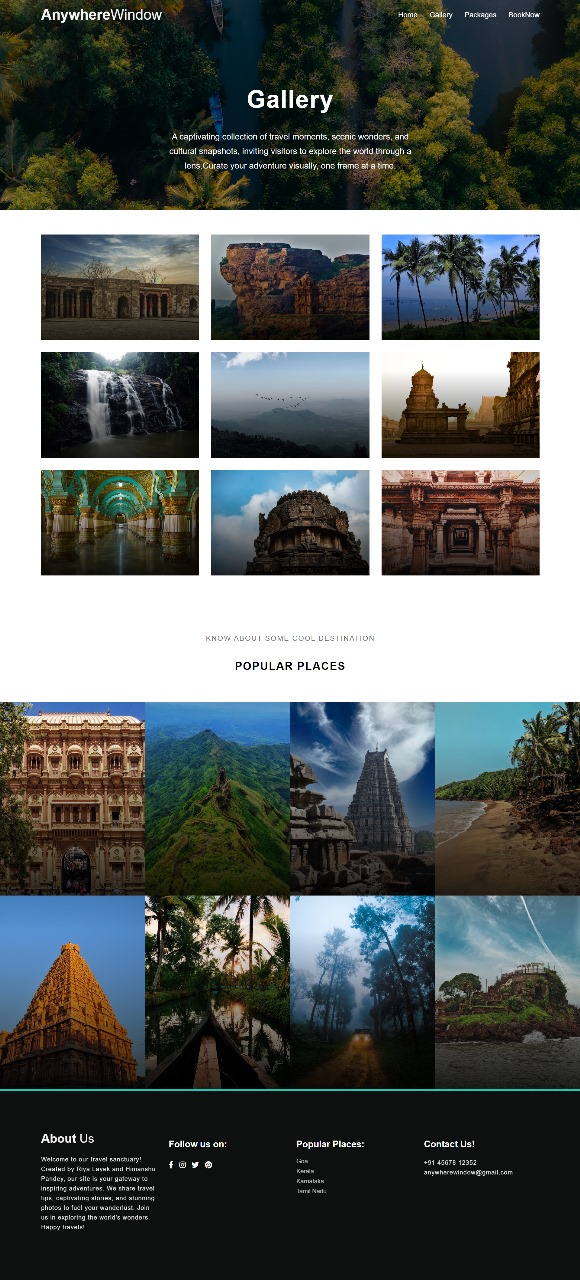 AnywhereWindow
Home Gallery Packages BookNow
Gallery
A captivating collection of travel moments, scenic wonders, and
cultural snapshots, inviting visitors to explore the world through a
lens.Curate your adventure visually, one frame at a time.
KNOW ABOUT SOME COOL DESTINATION
POPULAR PLACES
About Us
Welcome to our travel sanctuary!
Created by Riya Layek and Himanshu
Pandey, our site is your gateway to
inspiring adventures. We share travel
tips, captivating stories, and stunning
photos to fuel your wanderlust. Join
us in exploring the world's wonders.
Happy travels!
Follow us on:
Popular Places:
Goa
Kerala
Karnataka
Tamil Nadu
Contact Us!
+91 45678 12352
anywherewindow@gmail.com